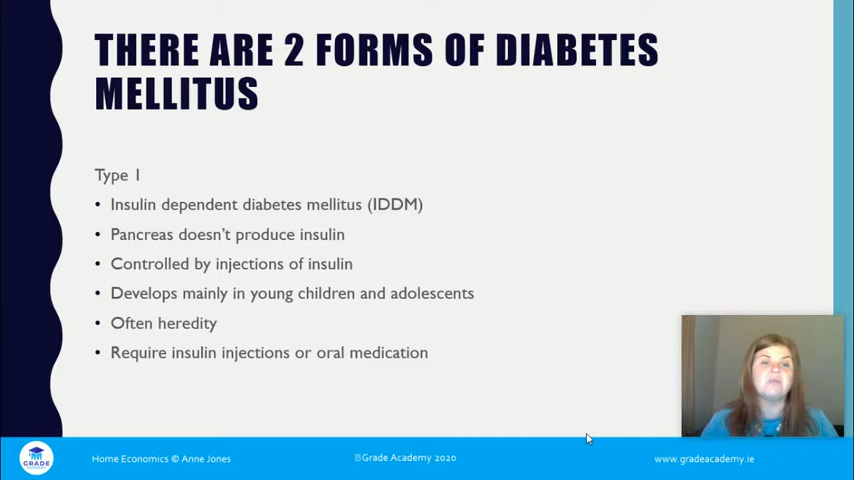 THERE ARE 2 FORMS OF DIABETES
MELLITUS
Type 1
• Insulin dependent diabetes mellitus (IDDM)
• Pancreas doesn't produce insulin
• Controlled by injections of insulin
• Develops mainly in young children and adolescents
• Often heredity
• Require insulin injections or oral medication
GRADE
ACADEMY
Home Economics © Anne Jones
Grade Academy 2020
www.gradeacademy.ie